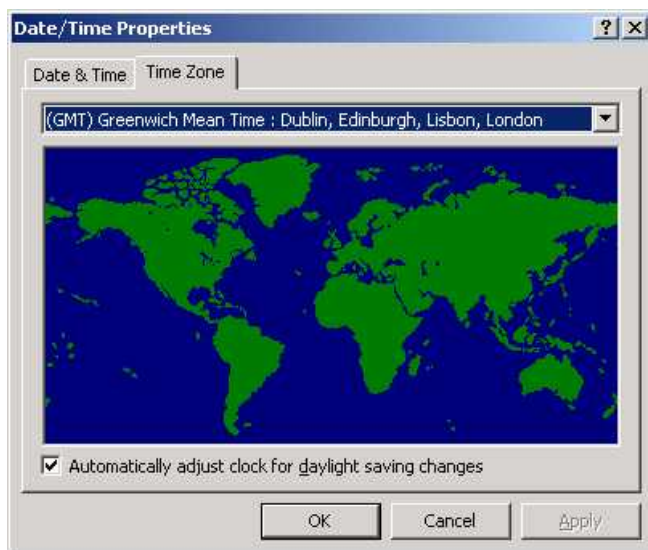 Date/Time Properties
Date & Time
Time Zone
(GMT) Greenwich Mean Time : Dublin, Edinburgh, Lisbon, London
Automatically adjust clock for daylight saving changes
OK
Cancel
Apply